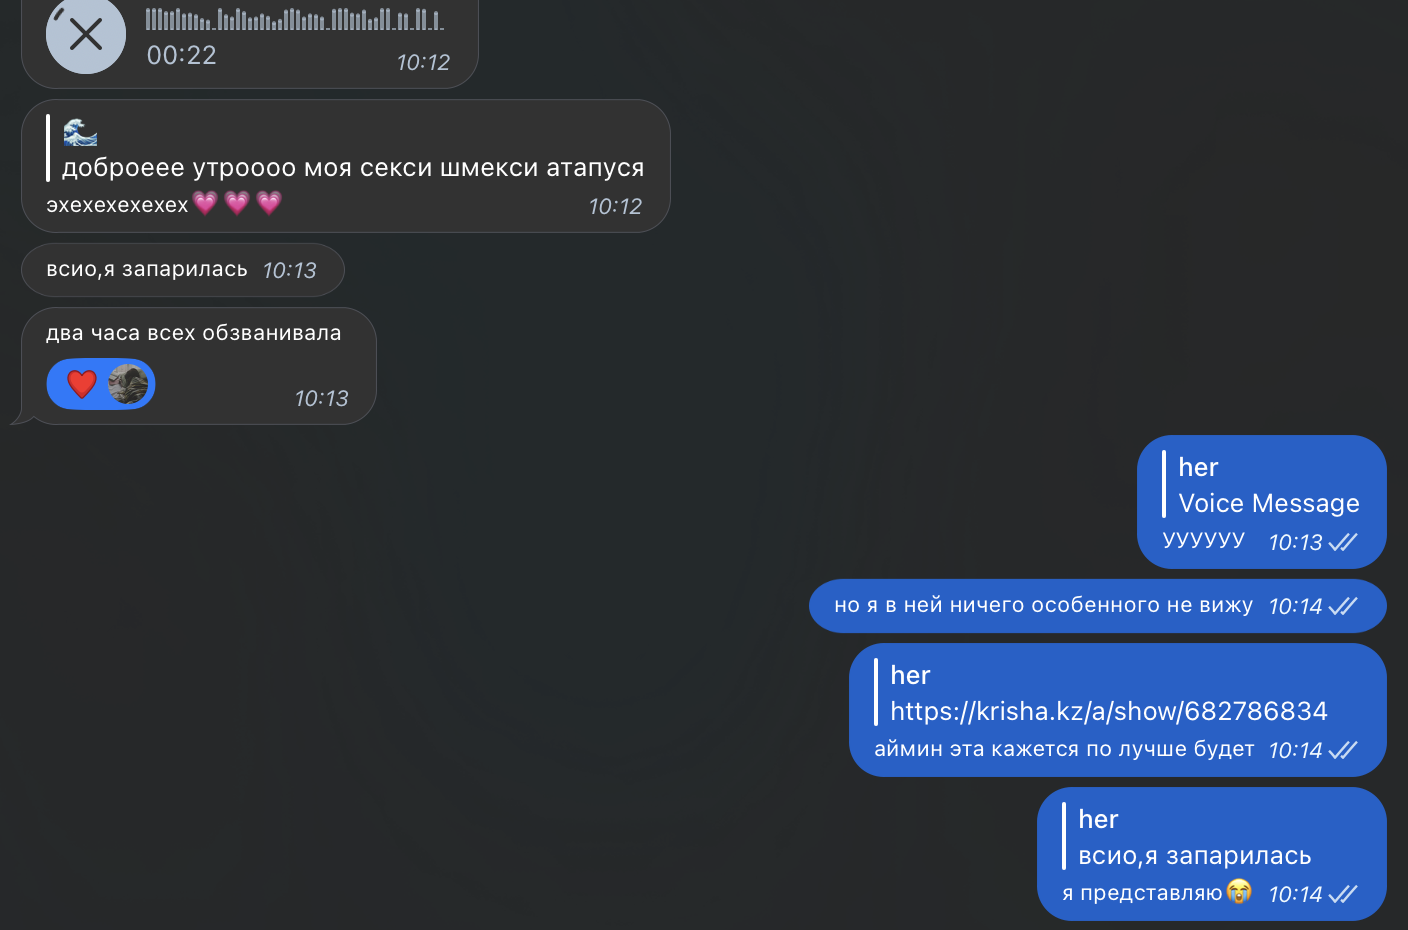 00:22
10:12
🌊
доброеее утроооо моя секси шмекси атапуся
эхехехехехех💗💗💗 10:12
всио,я запарилась 10:13
два часа всех обзванивала
❤️ 10:13
her
Voice Message
УУУУУУ 10:13
но я в ней ничего особенного не вижу 10:14
her
https://krisha.kz/a/show/682786834
аймин эта кажется по лучше будет 10:14
her
всио,я запарилась
я представляю😭 10:14